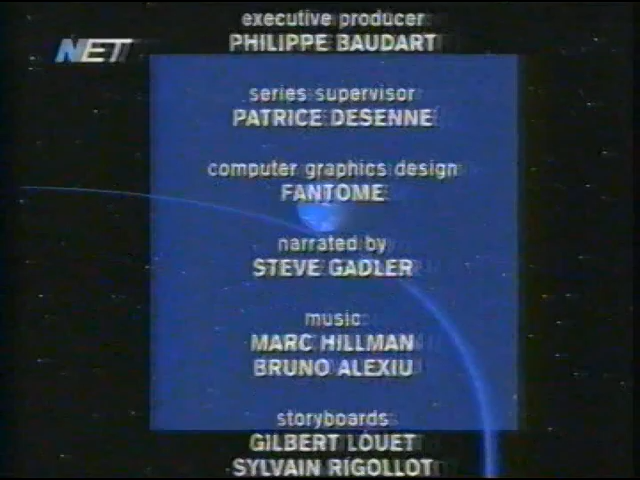 executive producer
NET
PHILIPPE BAUDART
series supervisor
PATRICE DESENNE
computer graphics design
FANTOME
narrated by
STEVE GADLER
music
MARC HILLMAN
BRUNO ALEXIU
storyboards
GILBERT LOUET
SYLVAIN RIGOLLOT